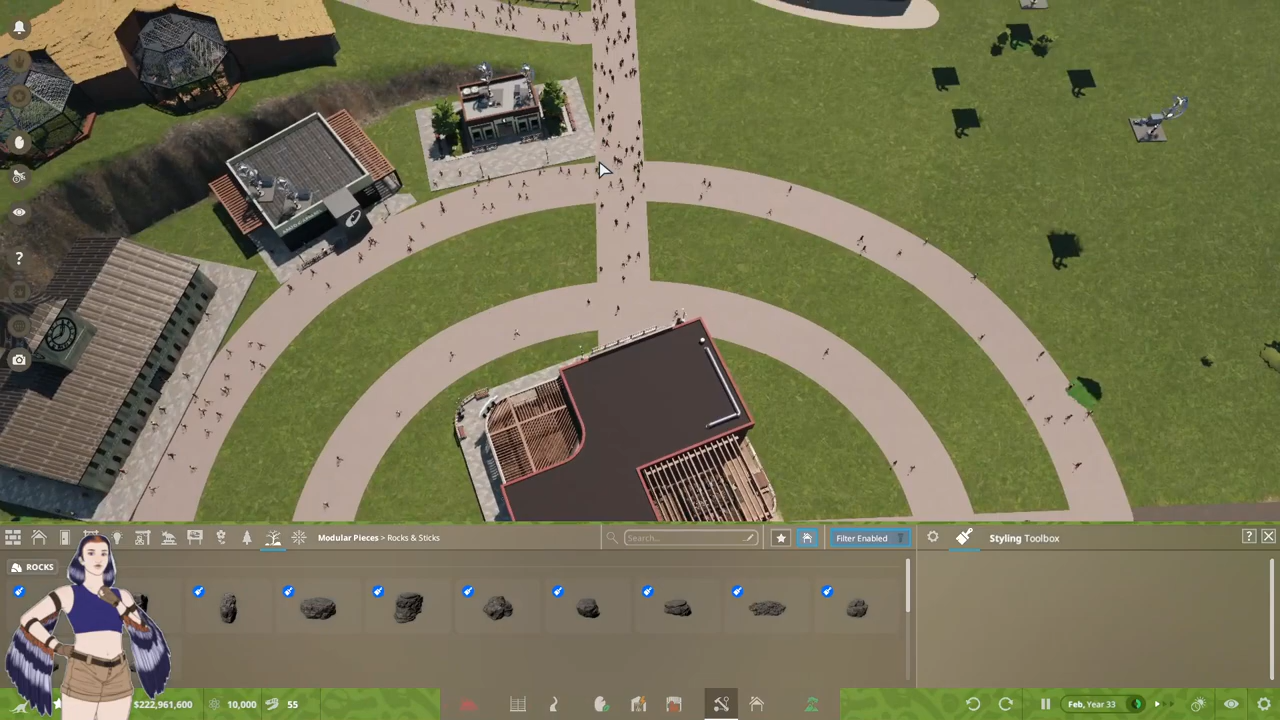 ?
Modular Pieces > Rocks & Sticks
Search...
Filter Enabled
Styling Toolbox
?
ROCKS
$222,961,600
10,000
55
Feb, Year 33